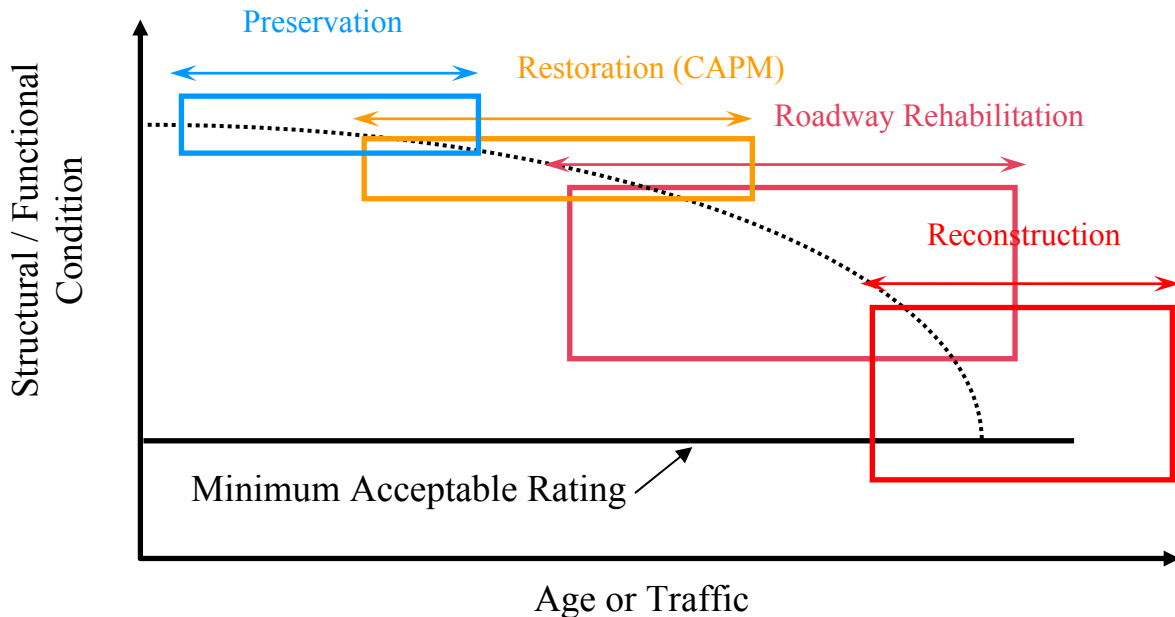 Preservation
Restoration (CAPM)
Roadway Rehabilitation
Reconstruction
Structural / Functional
Condition
Minimum Acceptable Rating
Age or Traffic